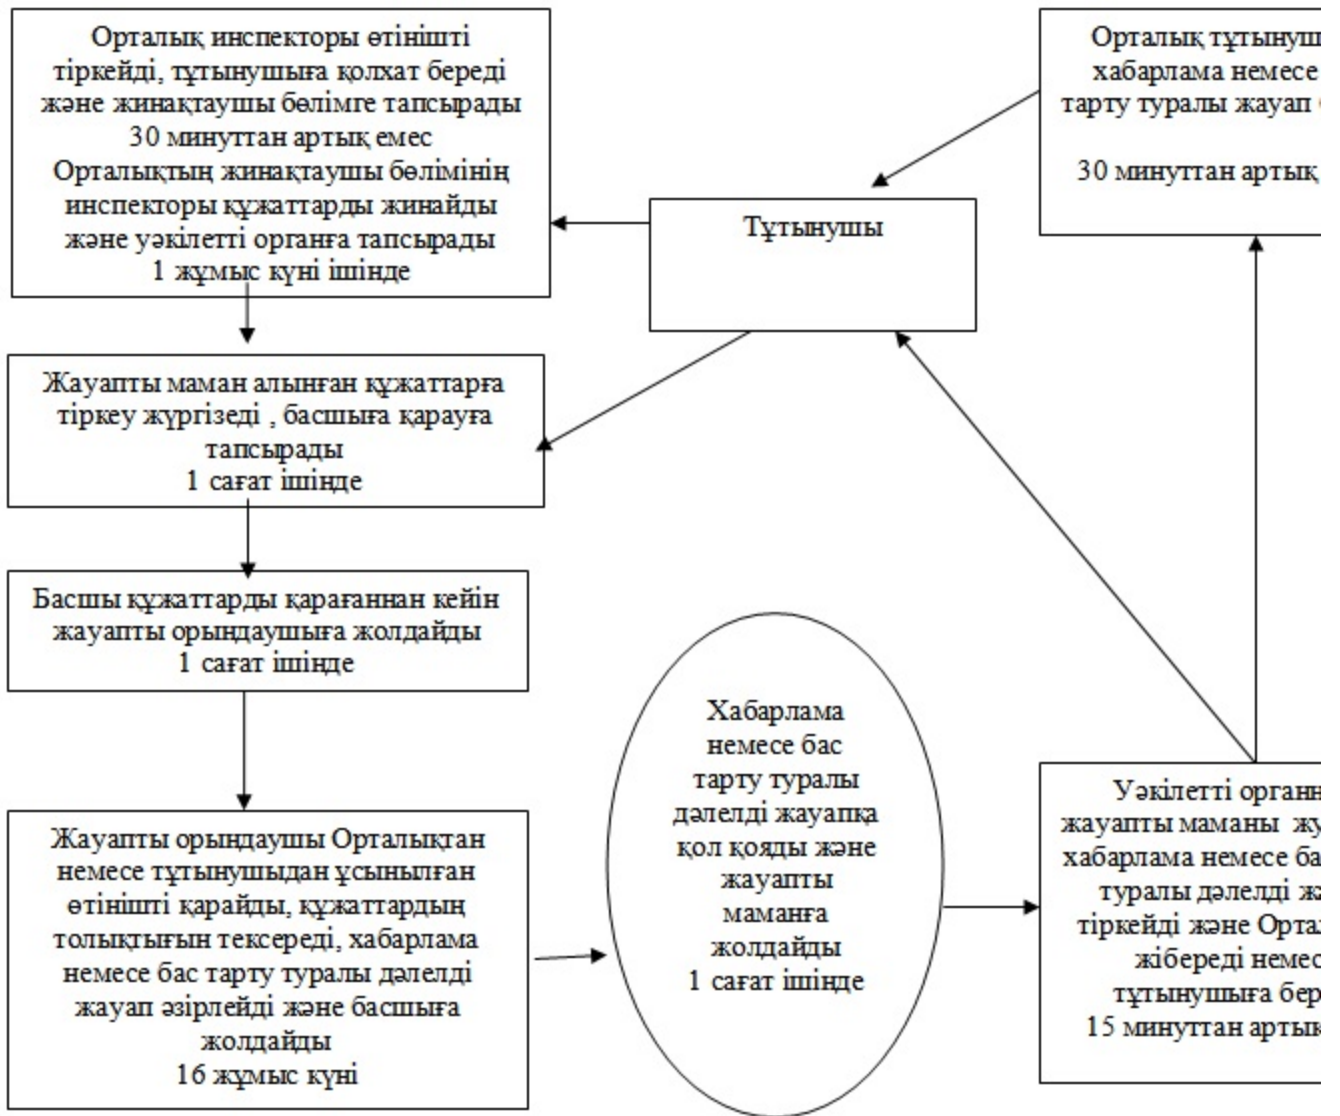 Орталық инспекторы өтінішті
тіркейді, тұтынушыға қолхат береді
және жинақтаушы бөлімге тапсырады
30 минуттан артық емес
Орталықтың жинақтаушы бөлімінің
инспекторы құжаттарды жинайды
және уәкілетті органға тапсырады
1 жұмыс күні ішінде
Тұтынушы
Орталық тұтынуш
хабарлама немесе
тарту туралы жауап
30 минуттан артық
Жауапты маман алынған құжаттарға
тіркеу жүргізеді , басшыға қарауға
тапсырады
1 сағат ішінде
Басшы құжаттарды қарағаннан кейін
жауапты орындаушыға жолдайды
1 сағат ішінде
Жауапты орындаушы Орталықтан
немесе тұтынушыдан ұсынылған
өтінішті қарайды, құжаттардың
толықтығын тексереді, хабарлама
немесе бас тарту туралы дәлелді
жауап әзірлейді және басшыға
жолдайды
16 жұмыс күні
Хабарлама
немесе бас
тарту туралы
дәлелді жауапқа
қол қояды және
жауапты
маманға
жолдайды
1 сағат ішінде
Уәкілетті органн
жауапты маманы жу
хабарлама немесе ба
туралы дәлелді жа
тіркейді және Ортал
жібереді немес
тұтынушыға бер
15 минуттан артық